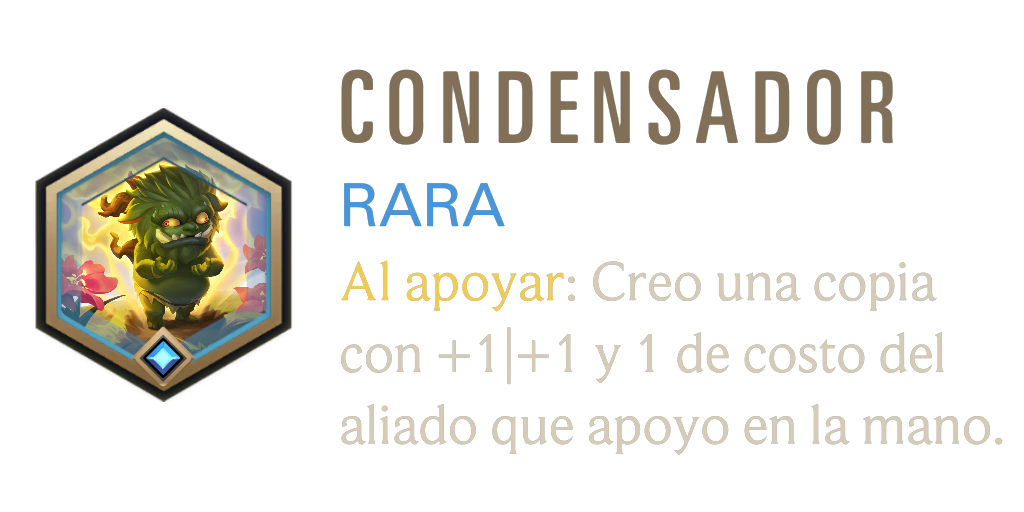 CONDENSADOR
RARA
Al apoyar: Creo una copia
con +1|+1 y 1 de costo del
aliado que apoyo en la mano.